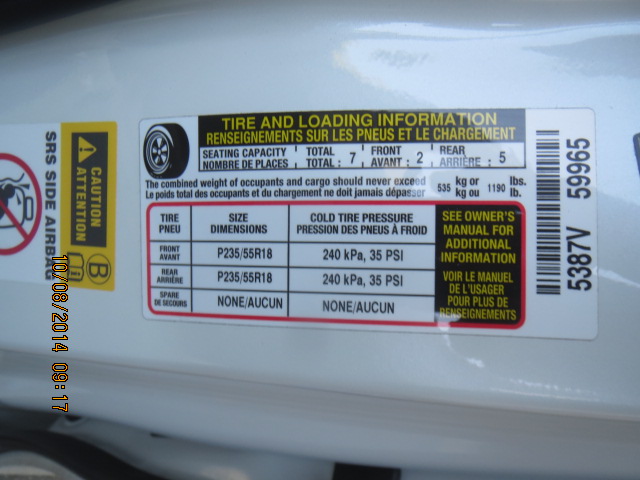 TIRE AND LOADING INFORMATION
RENSEIGNEMENTS SUR LES PNEUS ET LE CHARGEMENT
SEATING CAPACITY TOTAL FRONT REAR
NOMBRE DE PLACES TOTAL : 7 AVANT : 2 ARRIÈRE : 5
The combined weight of occupants and cargo should never exceed 535 kg or 1190 lbs.
Le poids total des occupants et du chargement ne doit jamais dépasser kg ou lb.
TIRE SIZE COLD TIRE PRESSURE
PNEU DIMENSIONS PRESSION DES PNEUS À FROID
FRONT
AVANT P235/55R18 240 kPa, 35 PSI
REAR
ARRIÈRE P235/55R18 240 kPa, 35 PSI
SPARE
DE SECOURS NONE/AUCUN NONE/AUCUN
SEE OWNER'S
MANUAL FOR
ADDITIONAL
INFORMATION
VOIR LE MANUEL
DE L'USAGER
POUR PLUS DE
RENSEIGNEMENTS
5387V 59965
CAUTION
ATTENTION
B
SRS SIDE AIRBAG
10/08/2014 09:17